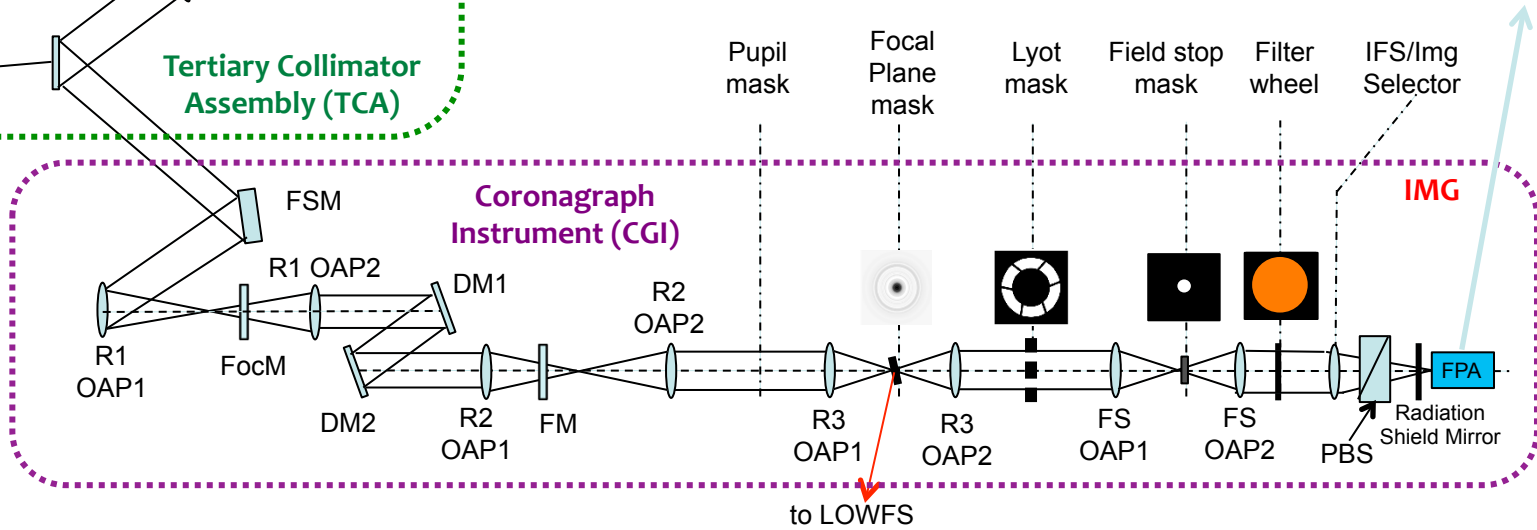 Tertiary Collimator
Assembly (TCA)
Pupil
mask
Focal
Plane
mask
Lyot
mask
Field stop
mask
Filter
wheel
IFS/Img
Selector
FSM
Coronagraph
Instrument (CGI)
IMG
R1 OAP2
DM1
R2
OAP2
R1
OAP1
FocM
DM2
R2
OAP1
FM
R3
OAP1
R3
OAP2
FS
OAP1
FS
OAP2
PBS
FPA
Radiation
Shield Mirror
to LOWFS